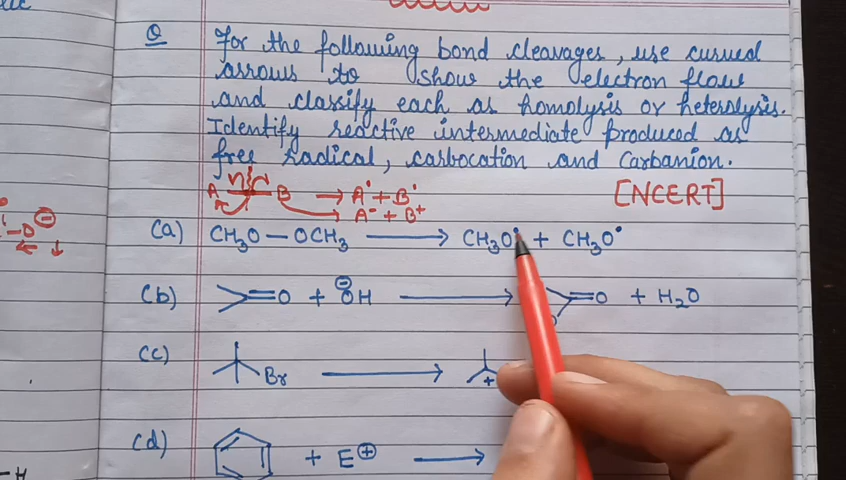 Q For the following bond cleavages, use curved
arrows to show the electron flow
and classify each as homolysis or heterolysis.
Identify reactive intermediate produced as
free radical, carbocation and carbanion.
[NCERT]
A — B → A• + B•
A⁻ + B⁺
(a) CH₃O — OCH₃ → CH₃O• + CH₃O•
(b) =O + ⊖OH → =O + H₂O
(c) Br → +
(d) + E⊕ →
-O⊖
-H